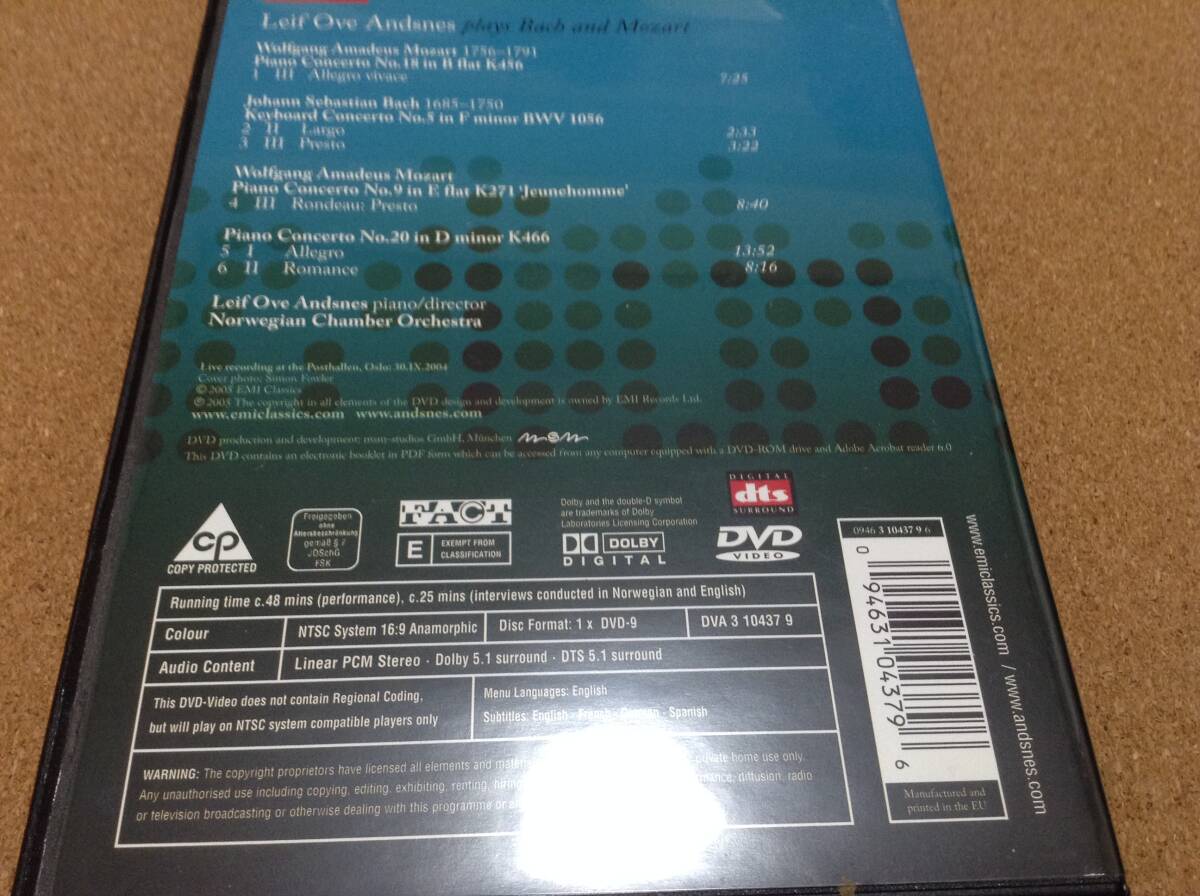 Leif Ove Andsnes plays Bach and Mozart
Wolfgang Amadeus Mozart 1756–1791
Piano Concerto No.18 in B flat K456
1 III Allegro vivace 7:25
Johann Sebastian Bach 1685–1750
Keyboard Concerto No.5 in F minor BWV 1056
2 II Largo 2:33
3 III Presto 3:22
Wolfgang Amadeus Mozart
Piano Concerto No.9 in E flat K271 'Jeunehomme'
4 III Rondeau: Presto 8:40
Piano Concerto No.20 in D minor K466
5 I Allegro 13:52
6 II Romance 8:16
Leif Ove Andsnes piano/director
Norwegian Chamber Orchestra
Live recording at the Posthallen, Oslo: 30.IX.2004
Cover photo: Simon Fowler
℗ 2005 EMI Classics
© 2005 The copyright in all elements of the DVD design and development is owned by EMI Records Ltd.
www.emiclassics.com www.andsnes.com
DVD production and development: msm-studios GmbH, München msm
This DVD contains an electronic booklet in PDF form which can be accessed from any computer equipped with a DVD-ROM drive and Adobe Acrobat reader 6.0
cp
COPY PROTECTED
Freigegeben
ohne
Altersbeschränkung
gemäß § 7
JÖSchG
FSK
FACT
E EXEMPT FROM
CLASSIFICATION
Dolby and the double-D symbol
are trademarks of Dolby
Laboratories Licensing Corporation
DOLBY
DIGITAL
DIGITAL
dts
SURROUND
DVD
VIDEO
Running time c.48 mins (performance), c.25 mins (interviews conducted in Norwegian and English)
Colour NTSC System 16:9 Anamorphic Disc Format: 1 x DVD-9 DVA 3 10437 9
Audio Content Linear PCM Stereo · Dolby 5.1 surround · DTS 5.1 surround
This DVD-Video does not contain Regional Coding,
but will play on NTSC system compatible players only
Menu Languages: English
Subtitles: English · French · German · Spanish
WARNING: The copyright proprietors have licensed all elements and private home use only.
Any unauthorised use including copying, editing, exhibiting, renting, diffusion, radio
or television broadcasting or otherwise dealing with this programme or
0946 3 10437 9 6
0 94631 04379 6
Manufactured and
printed in the EU
www.emiclassics.com / www.andsnes.com